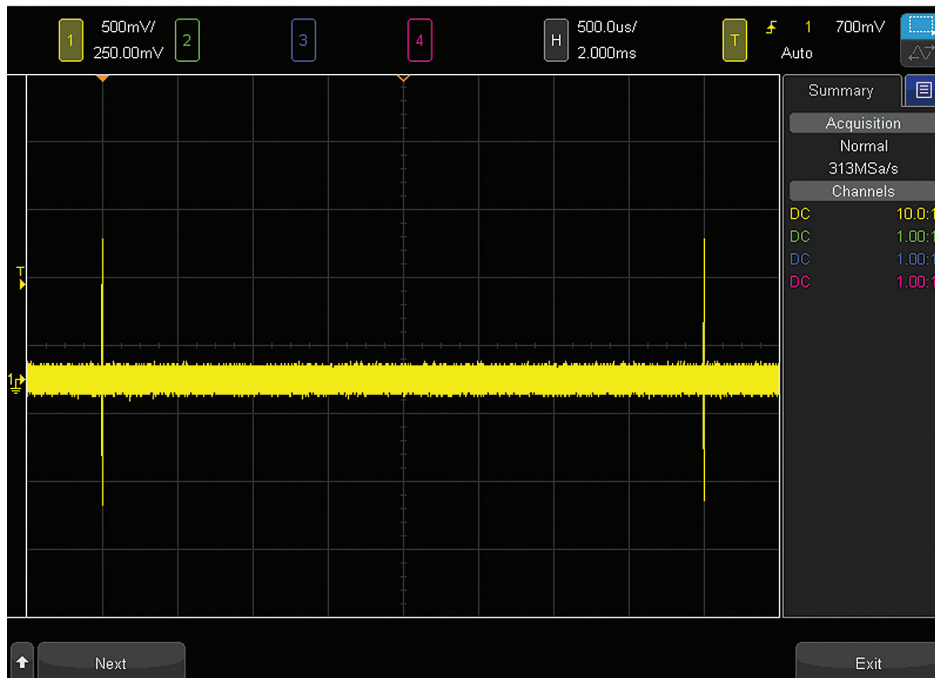 1 500mV/ 250.00mV 2 3 4 H 500.0us/ 2.000ms T 1 700mV Auto
Summary
Acquisition
Normal
313MSa/s
Channels
DC 10.0:1
DC 1.00:1
DC 1.00:1
DC 1.00:1
T
1
Next Exit